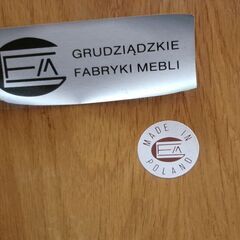 GRUDZIĄDZKIE
FABRYKI MEBLI
MADE IN
POLAND